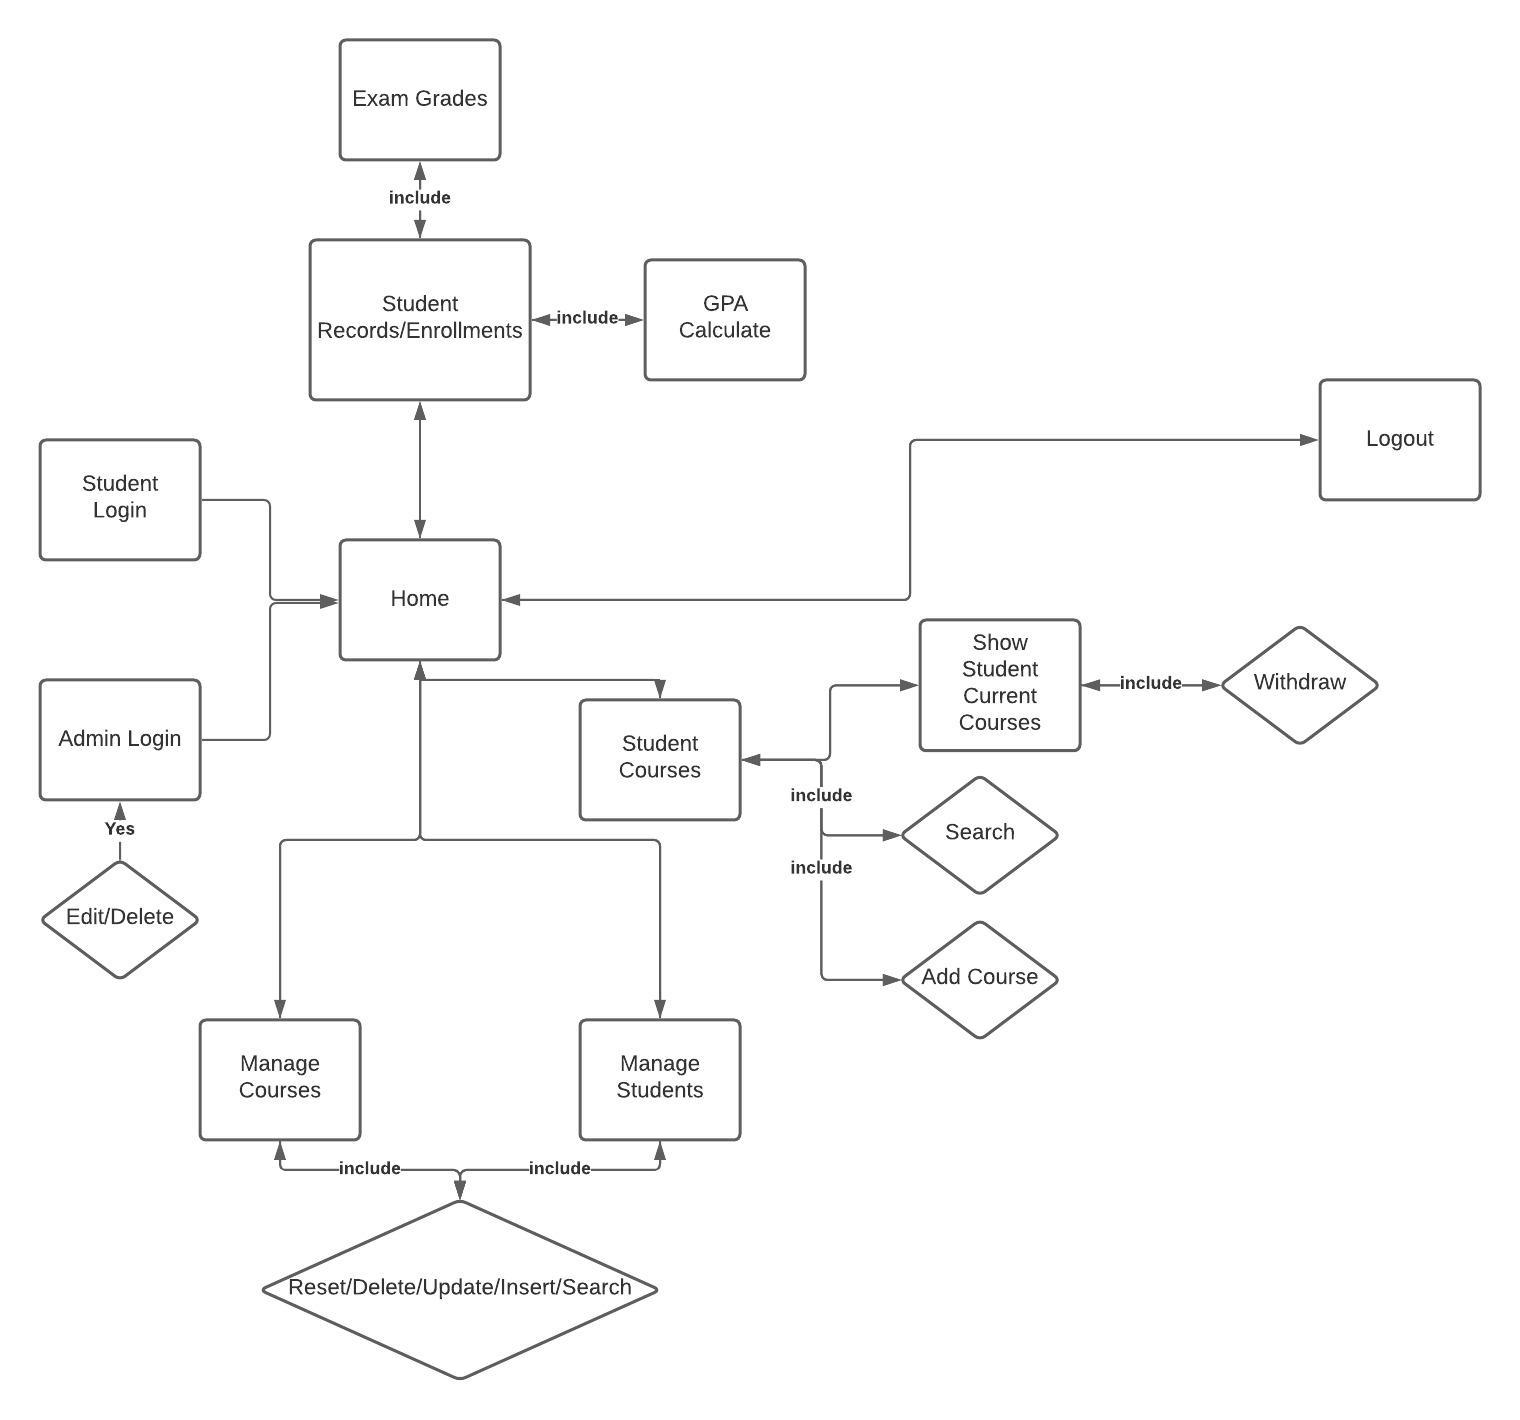 Exam Grades
include
Student
Records/Enrollments
include
GPA
Calculate
Logout
Student
Login
Home
Show
Student
Current
Courses
include
Withdraw
Admin Login
Student
Courses
include
Search
Yes
include
Edit/Delete
Add Course
Manage
Courses
Manage
Students
include
include
Reset/Delete/Update/Insert/Search